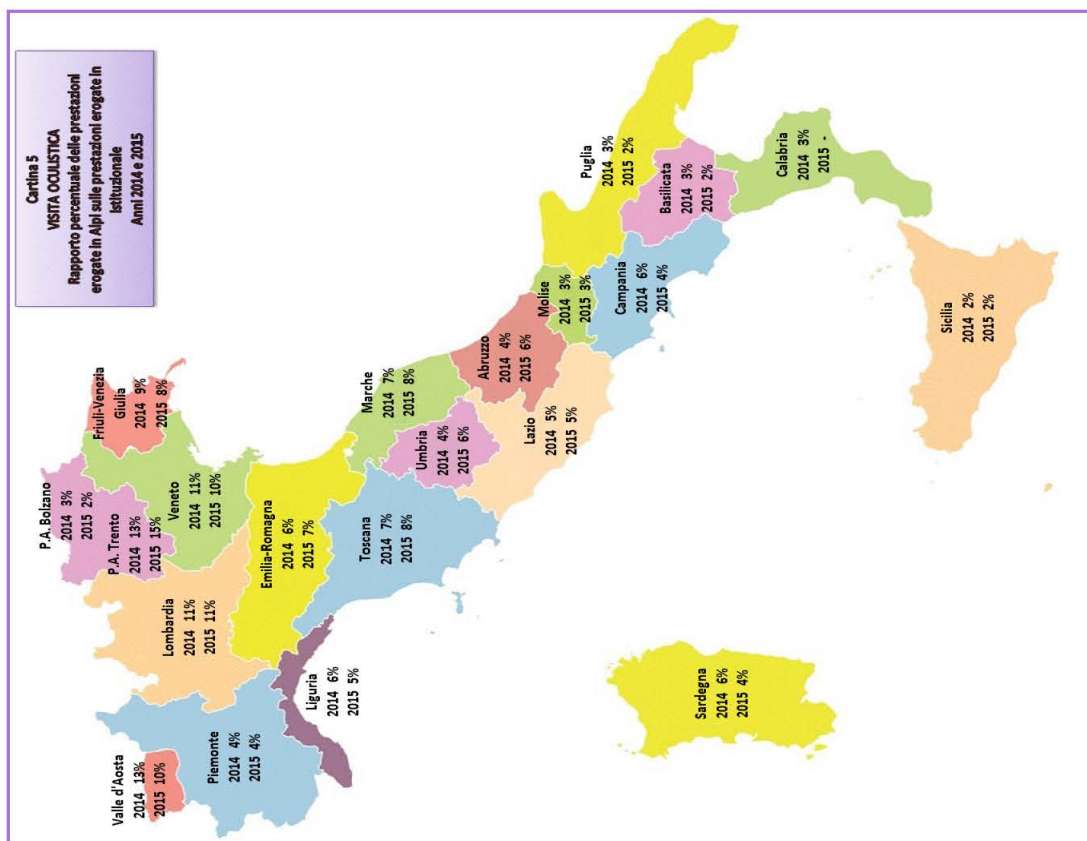 Cartina 5
VISITA OCULISTICA
Rapporto percentuale delle prestazioni
erogate in Alpi sulle prestazioni erogate in
Istituzionale
Anni 2014 e 2015
Valle d'Aosta
2014 13%
2015 10%
Piemonte
2014 4%
2015 4%
Liguria
2014 6%
2015 5%
Lombardia
2014 11%
2015 11%
P.A. Bolzano
2014 3%
2015 2%
P.A. Trento
2014 13%
2015 15%
Veneto
2014 11%
2015 10%
Friuli-Venezia
Giulia
2014 9%
2015 8%
Emilia-Romagna
2014 6%
2015 7%
Toscana
2014 7%
2015 8%
Marche
2014 7%
2015 8%
Umbria
2014 4%
2015 6%
Lazio
2014 5%
2015 5%
Abruzzo
2014 4%
2015 6%
Molise
2014 3%
2015 3%
Campania
2014 6%
2015 4%
Puglia
2014 3%
2015 2%
Basilicata
2014 3%
2015 2%
Calabria
2014 3%
2015 -
Sicilia
2014 2%
2015 2%
Sardegna
2014 6%
2015 4%